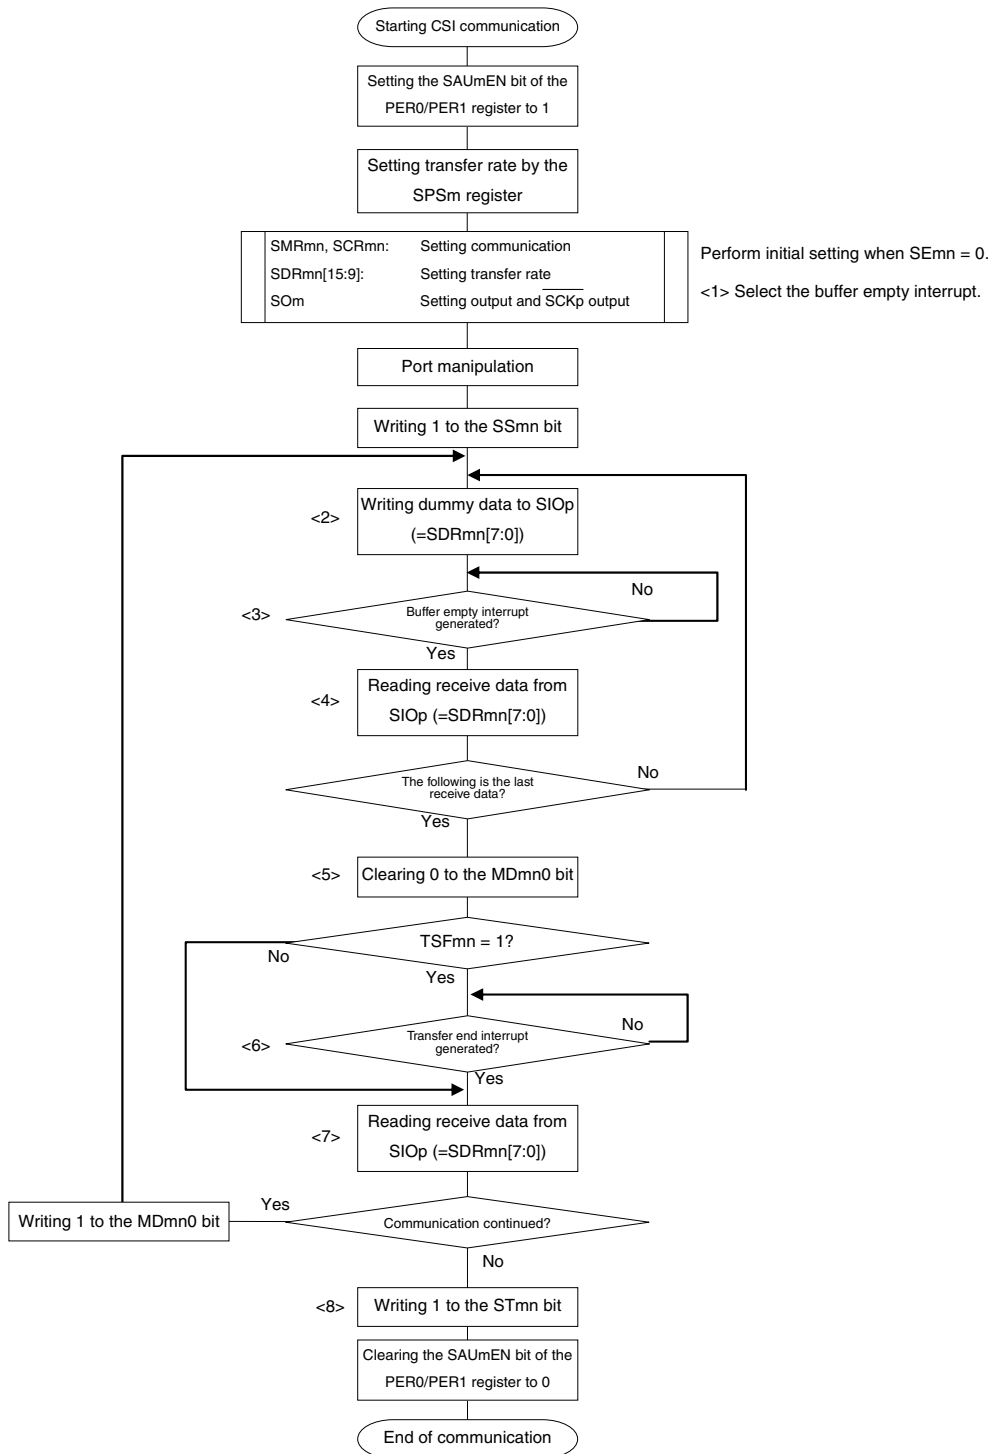 Starting CSI communication
Setting the SAUmEN bit of the
PER0/PER1 register to 1
Setting transfer rate by the
SPSm register
SMRmn, SCRmn: Setting communication
SDRmn[15:9]: Setting transfer rate
SOm Setting output and SCKp output
Perform initial setting when SEmn = 0.
<1> Select the buffer empty interrupt.
Port manipulation
Writing 1 to the SSmn bit
<2>
Writing dummy data to SIOp
(=SDRmn[7:0])
No
<3>
Buffer empty interrupt
generated?
Yes
<4>
Reading receive data from
SIOp (=SDRmn[7:0])
No
The following is the last
receive data?
Yes
<5>
Clearing 0 to the MDmn0 bit
TSFmn = 1?
No
Yes
No
<6>
Transfer end interrupt
generated?
Yes
<7>
Reading receive data from
SIOp (=SDRmn[7:0])
Yes
Writing 1 to the MDmn0 bit
Communication continued?
No
<8>
Writing 1 to the STmn bit
Clearing the SAUmEN bit of the
PER0/PER1 register to 0
End of communication